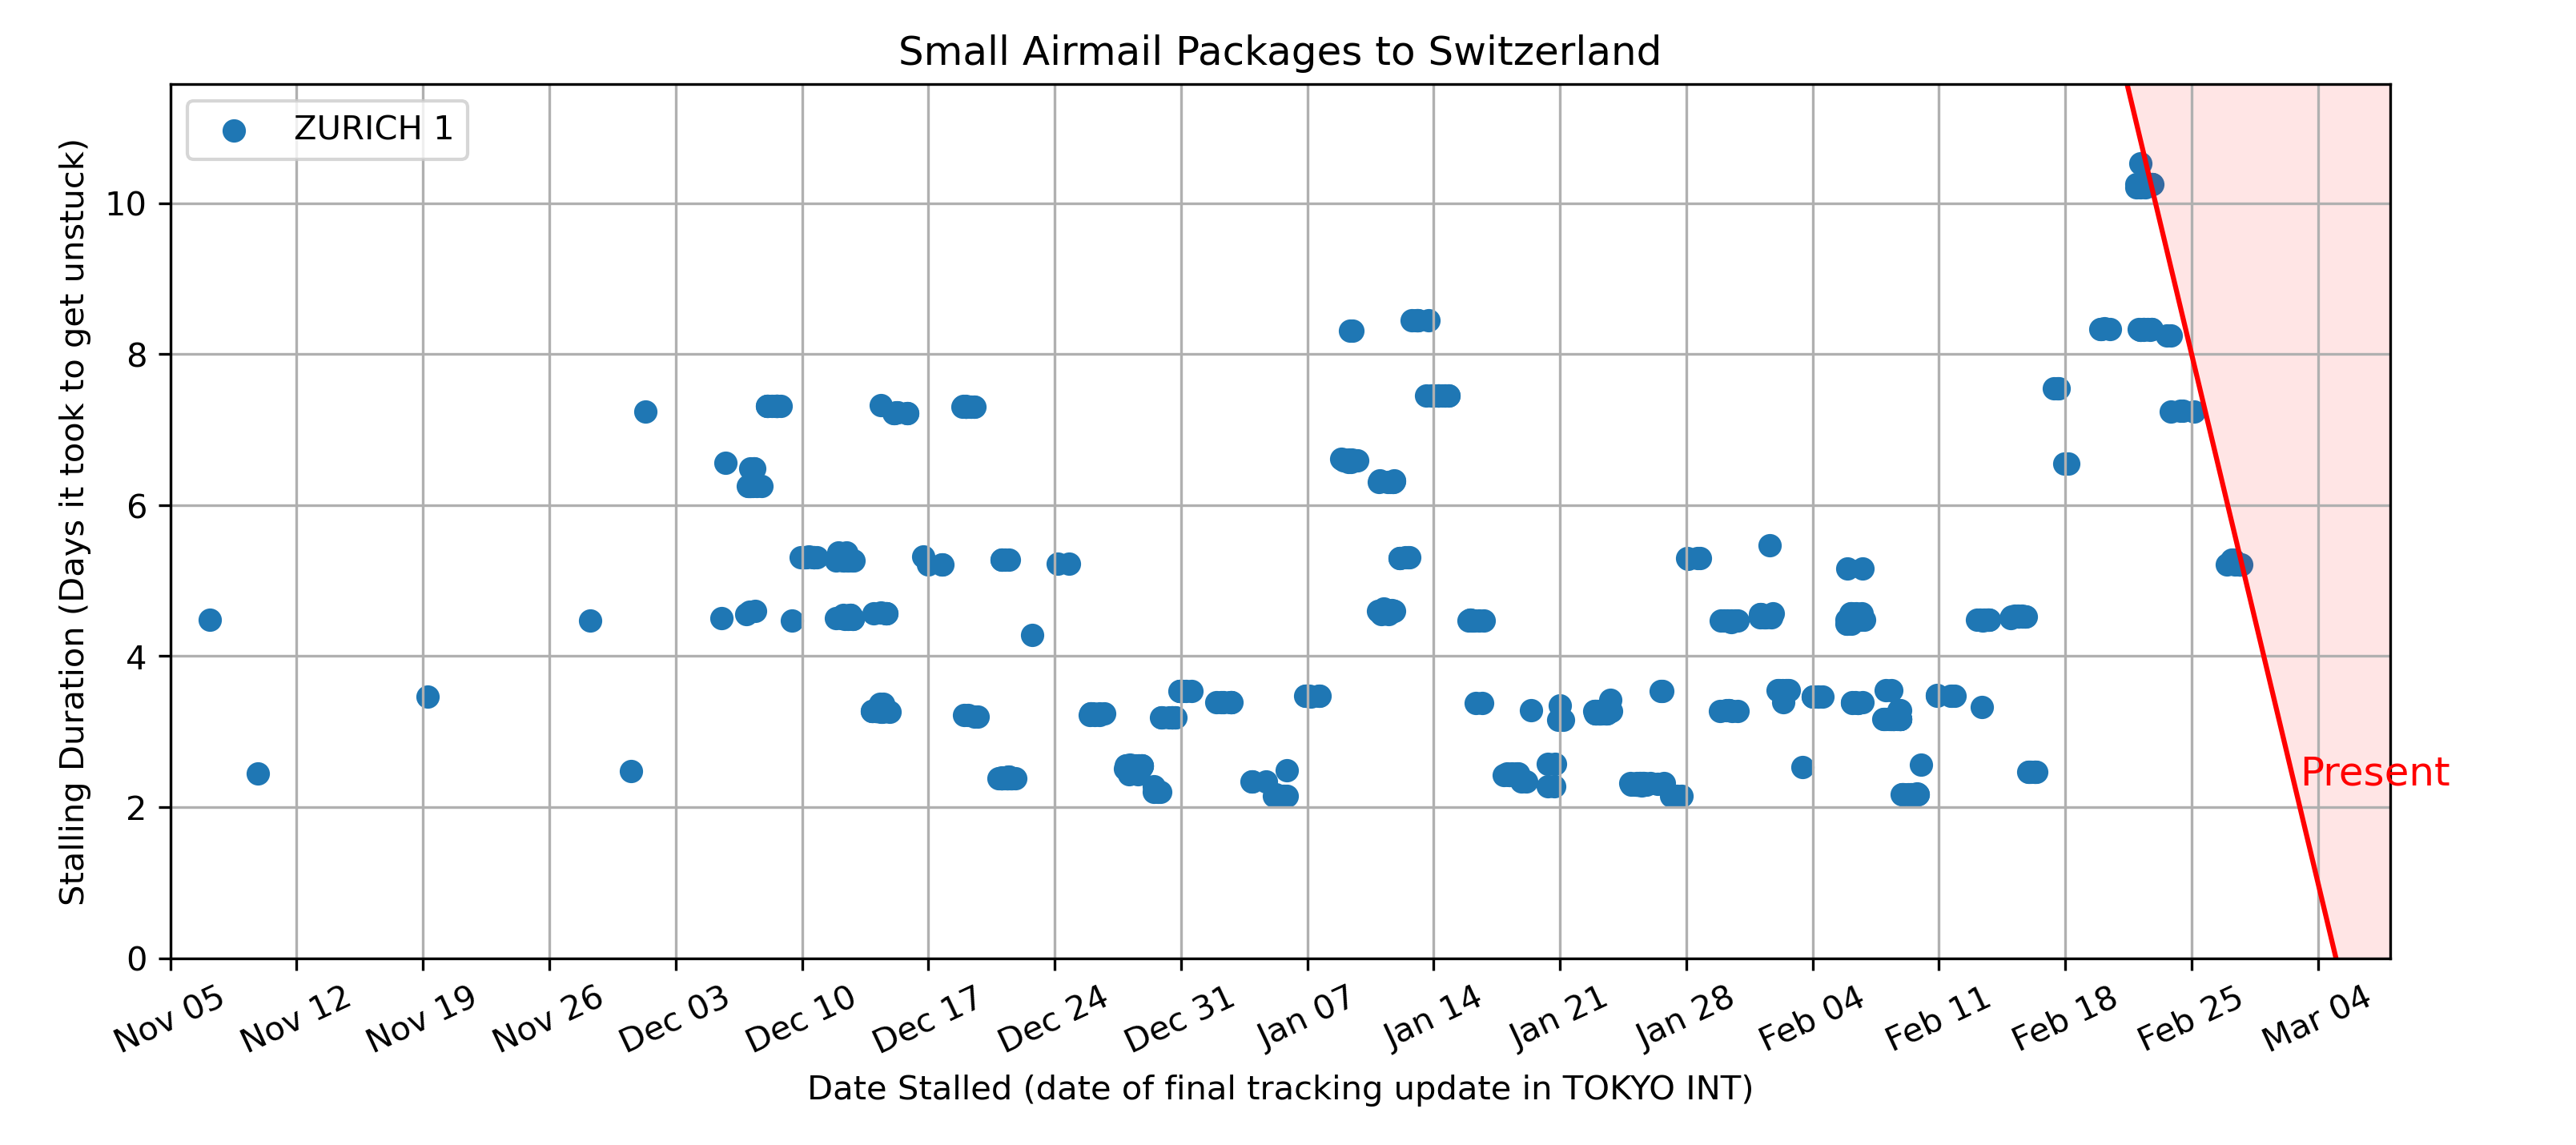 Small Airmail Packages to Switzerland
ZURICH 1
Stalling Duration (Days it took to get unstuck)
10
8
6
4
2
0
Present
Nov 05
Nov 12
Nov 19
Nov 26
Dec 03
Dec 10
Dec 17
Dec 24
Dec 31
Jan 07
Jan 14
Jan 21
Jan 28
Feb 04
Feb 11
Feb 18
Feb 25
Mar 04
Date Stalled (date of final tracking update in TOKYO INT)